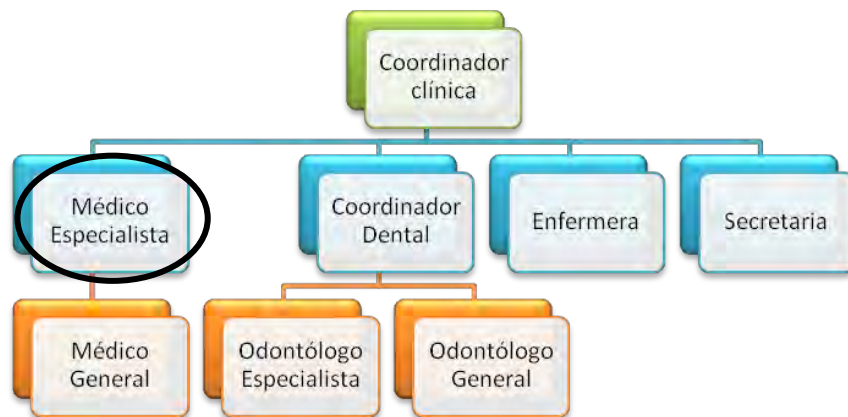 Coordinador
clínica
Médico
Especialista
Coordinador
Dental
Enfermera
Secretaria
Médico
General
Odontólogo
Especialista
Odontólogo
General